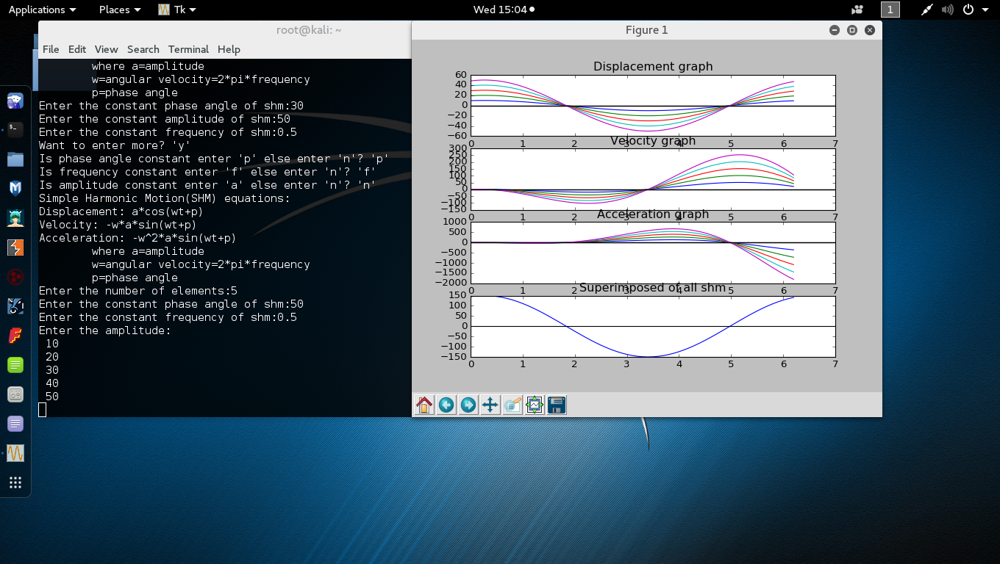 Applications Places Tk Wed 15:04 1
root@kali: ~
File Edit View Search Terminal Help
where a=amplitude
w=angular velocity=2*pi*frequency
p=phase angle
Enter the constant phase angle of shm:30
Enter the constant amplitude of shm:50
Enter the constant frequency of shm:0.5
Want to enter more? 'y'
Is phase angle constant enter 'p' else enter 'n'? 'p'
Is frequency constant enter 'f' else enter 'n'? 'f'
Is amplitude constant enter 'a' else enter 'n'? 'n'
Simple Harmonic Motion(SHM) equations:
Displacement: a*cos(wt+p)
Velocity: -w*a*sin(wt+p)
Acceleration: -w^2*a*sin(wt+p)
where a=amplitude
w=angular velocity=2*pi*frequency
p=phase angle
Enter the number of elements:5
Enter the constant phase angle of shm:50
Enter the constant frequency of shm:0.5
Enter the amplitude:
10
20
30
40
50
Figure 1
Displacement graph
60
40
20
0
−20
−40
−60
0 1 2 3 4 5 6 7
Velocity graph
300
250
200
150
100
50
0
−50
−100
−150
0 1 2 3 4 5 6 7
Acceleration graph
1000
500
0
−500
−1000
−1500
−2000
0 1 2 3 4 5 6 7
Superimposed of all shm
150
100
50
0
−50
−100
−150
0 1 2 3 4 5 6 7